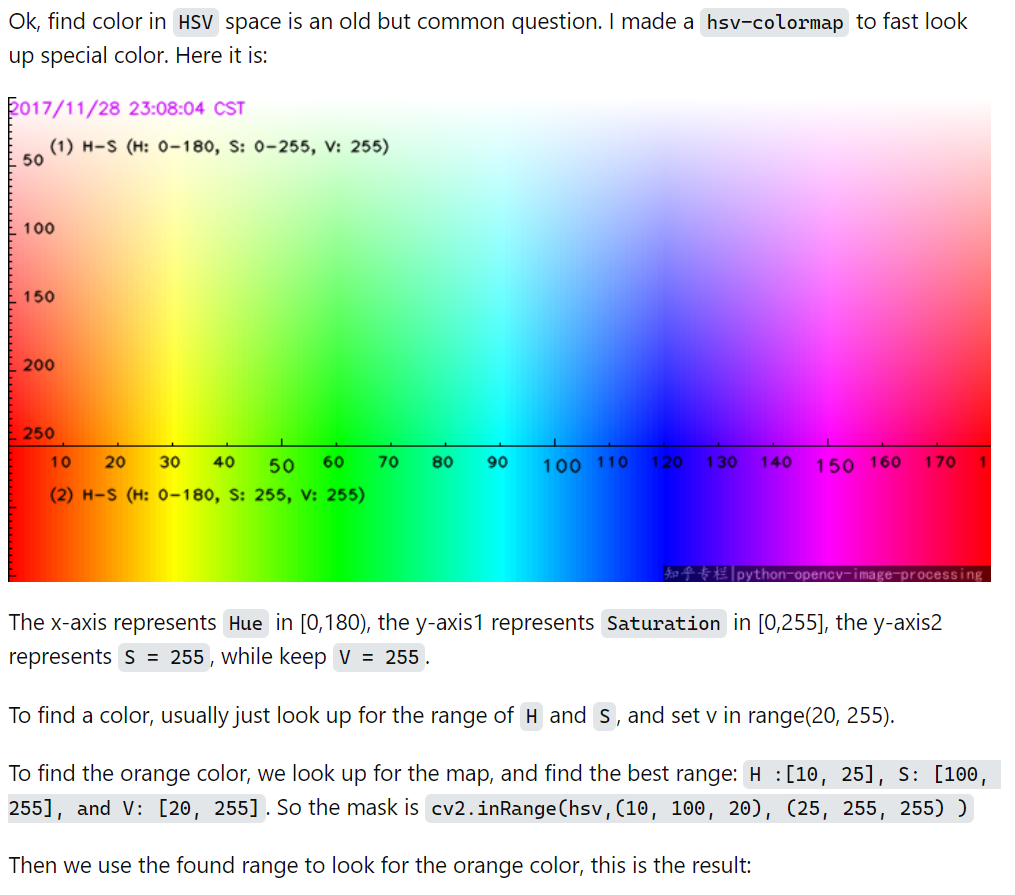 Ok, find color in HSV space is an old but common question. I made a hsv-colormap to fast look
up special color. Here it is:
2017/11/28 23:08:04 CST
(1) H-S (H: 0-180, S: 0-255, V: 255)
50
100
150
200
250
10 20 30 40 50 60 70 80 90 100 110 120 130 140 150 160 170 1
(2) H-S (H: 0-180, S: 255, V: 255)
知乎专栏|python-opencv-image-processing
The x-axis represents Hue in [0,180), the y-axis1 represents Saturation in [0,255], the y-axis2
represents S = 255, while keep V = 255.
To find a color, usually just look up for the range of H and S, and set v in range(20, 255).
To find the orange color, we look up for the map, and find the best range: H :[10, 25], S: [100,
255], and V: [20, 255]. So the mask is cv2.inRange(hsv,(10, 100, 20), (25, 255, 255) )
Then we use the found range to look for the orange color, this is the result: